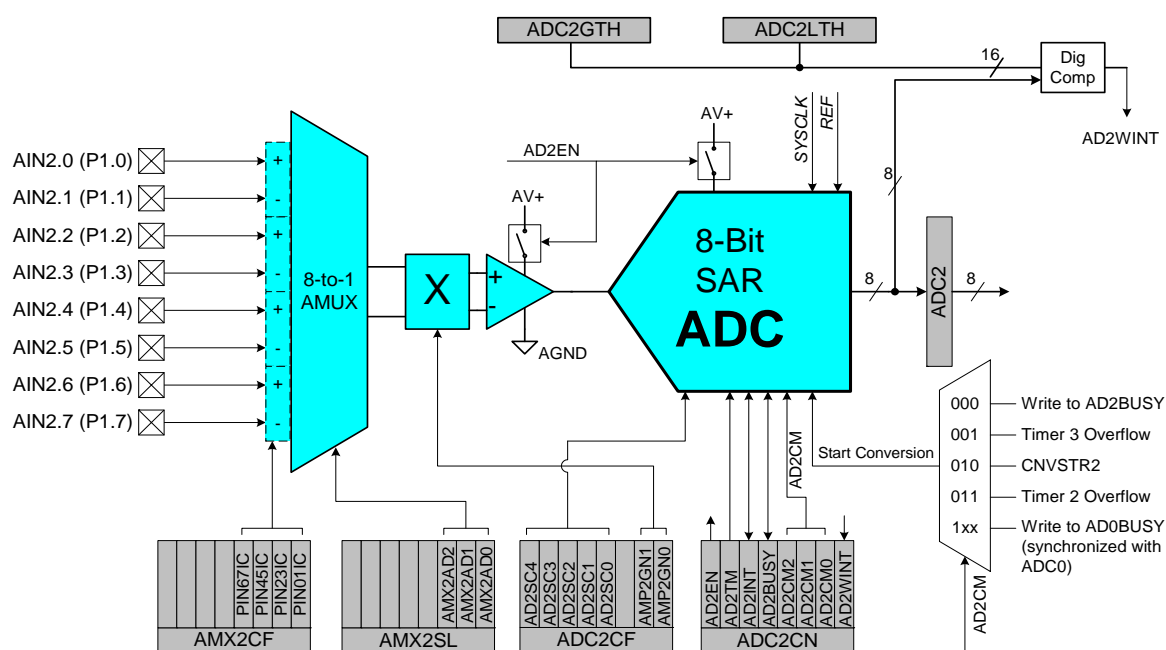 ADC2GTH
ADC2LTH
16
Dig
Comp
AD2WINT
AV+
SYSCLK
REF
AD2EN
AV+
8
AIN2.0 (P1.0)
AIN2.1 (P1.1)
AIN2.2 (P1.2)
AIN2.3 (P1.3)
AIN2.4 (P1.4)
AIN2.5 (P1.5)
AIN2.6 (P1.6)
AIN2.7 (P1.7)
+
-
+
-
+
-
+
-
8-to-1
AMUX
X
+
-
AGND
8-Bit
SAR
ADC
8
ADC2
8
AD2CM
Start Conversion
000
001
010
011
1xx
Write to AD2BUSY
Timer 3 Overflow
CNVSTR2
Timer 2 Overflow
Write to AD0BUSY
(synchronized with
ADC0)
AD2CM
PIN67IC
PIN45IC
PIN23IC
PIN01IC
AMX2CF
AMX2AD2
AMX2AD1
AMX2AD0
AMX2SL
AD2SC4
AD2SC3
AD2SC2
AD2SC1
AD2SC0
AMP2GN1
AMP2GN0
ADC2CF
AD2EN
AD2TM
AD2INT
AD2BUSY
AD2CM2
AD2CM1
AD2CM0
AD2WINT
ADC2CN